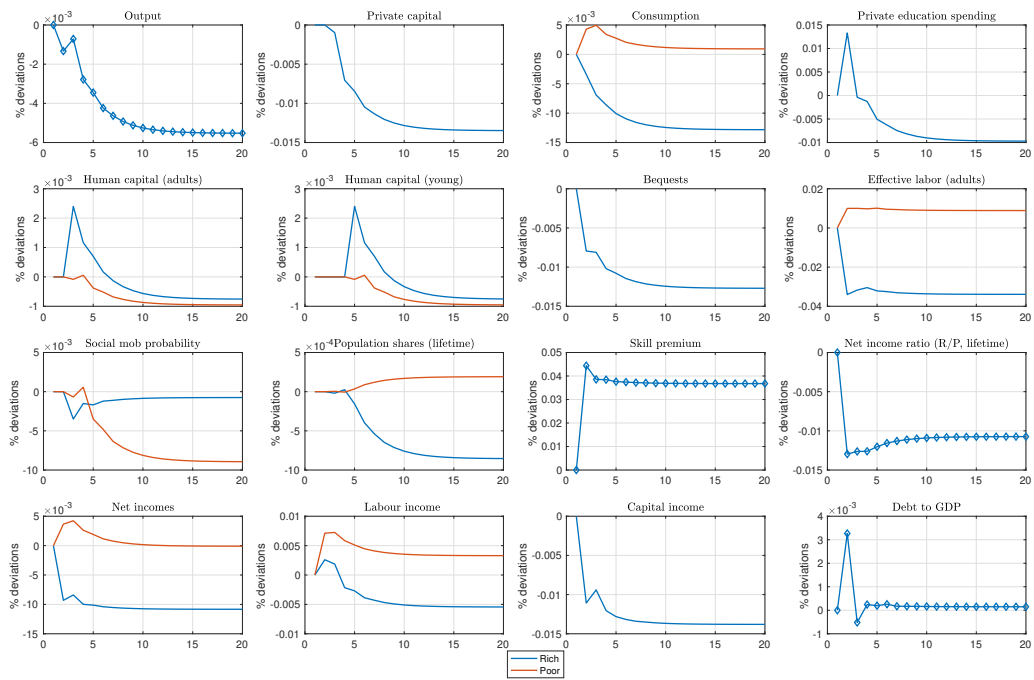 Output
×10⁻³
% deviations
0
-2
-4
-6
0 5 10 15 20
Private capital
% deviations
0
-0.005
-0.01
-0.015
0 5 10 15 20
Consumption
×10⁻³
% deviations
5
0
-5
-10
-15
0 5 10 15 20
Private education spending
% deviations
0.015
0.01
0.005
0
-0.005
-0.01
0 5 10 15 20
Human capital (adults)
×10⁻³
% deviations
3
2
1
0
-1
0 5 10 15 20
Human capital (young)
×10⁻³
% deviations
3
2
1
0
-1
0 5 10 15 20
Bequests
% deviations
0
-0.005
-0.01
-0.015
0 5 10 15 20
Effective labor (adults)
% deviations
0.02
0
-0.02
-0.04
0 5 10 15 20
Social mob probability
×10⁻³
% deviations
5
0
-5
-10
0 5 10 15 20
Population shares (lifetime)
×10⁻⁴
% deviations
5
0
-5
-10
0 5 10 15 20
Skill premium
% deviations
0.05
0.04
0.03
0.02
0.01
0
0 5 10 15 20
Net income ratio (R/P, lifetime)
% deviations
0
-0.005
-0.01
-0.015
0 5 10 15 20
Net incomes
×10⁻³
% deviations
5
0
-5
-10
-15
0 5 10 15 20
Labour income
% deviations
0.01
0.005
0
-0.005
-0.01
0 5 10 15 20
Capital income
% deviations
0
-0.005
-0.01
-0.015
0 5 10 15 20
Debt to GDP
×10⁻³
% deviations
4
3
2
1
0
-1
0 5 10 15 20
Rich
Poor